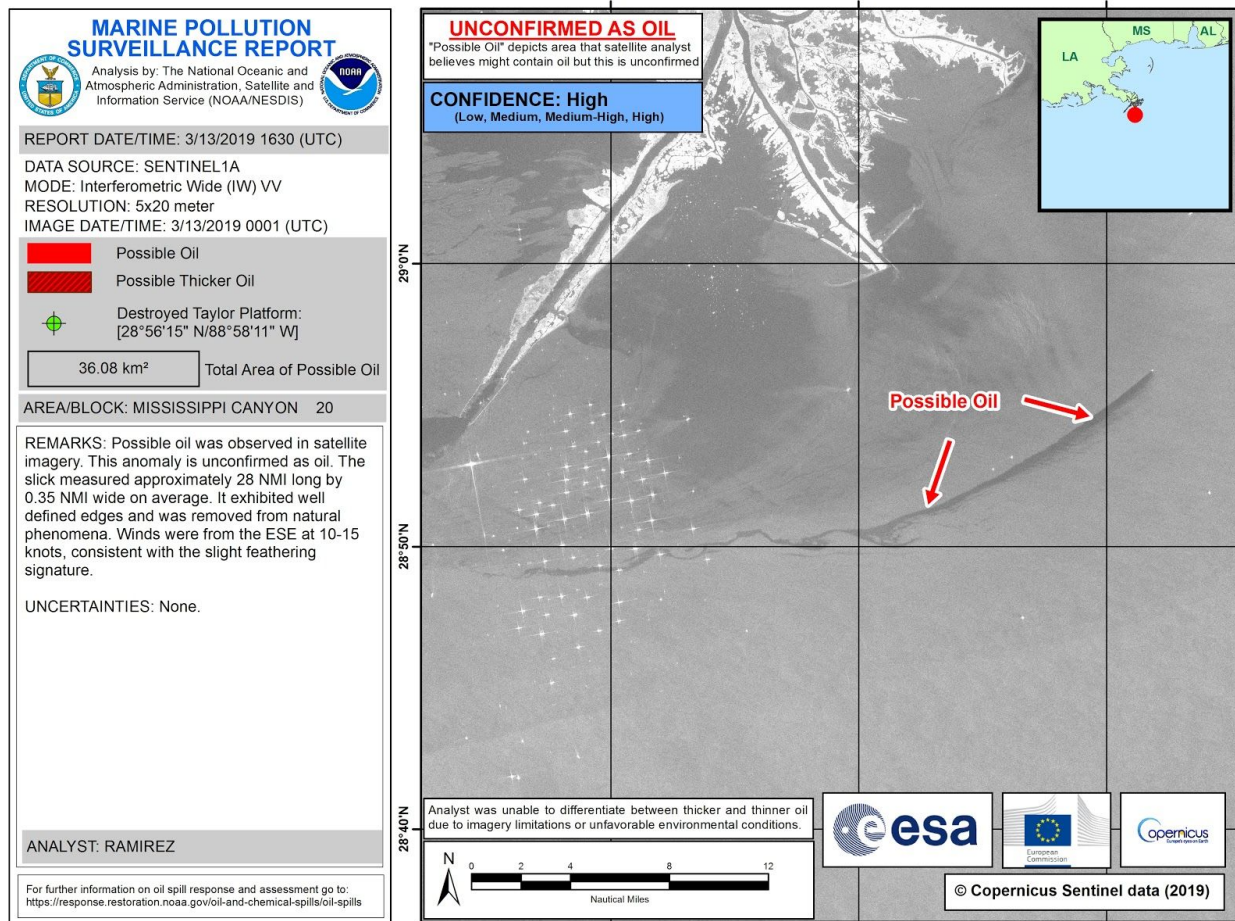 MARINE POLLUTION
SURVEILLANCE REPORT
Analysis by: The National Oceanic and
Atmospheric Administration, Satellite and
Information Service (NOAA/NESDIS)
NOAA
REPORT DATE/TIME: 3/13/2019 1630 (UTC)
DATA SOURCE: SENTINEL1A
MODE: Interferometric Wide (IW) VV
RESOLUTION: 5x20 meter
IMAGE DATE/TIME: 3/13/2019 0001 (UTC)
Possible Oil
Possible Thicker Oil
Destroyed Taylor Platform:
[28°56'15" N/88°58'11" W]
36.08 km² Total Area of Possible Oil
AREA/BLOCK: MISSISSIPPI CANYON 20
REMARKS: Possible oil was observed in satellite
imagery. This anomaly is unconfirmed as oil. The
slick measured approximately 28 NMI long by
0.35 NMI wide on average. It exhibited well
defined edges and was removed from natural
phenomena. Winds were from the ESE at 10-15
knots, consistent with the slight feathering
signature.
UNCERTAINTIES: None.
ANALYST: RAMIREZ
For further information on oil spill response and assessment go to:
https://response.restoration.noaa.gov/oil-and-chemical-spills/oil-spills
UNCONFIRMED AS OIL
"Possible Oil" depicts area that satellite analyst
believes might contain oil but this is unconfirmed
CONFIDENCE: High
(Low, Medium, Medium-High, High)
LA
MS
AL
29°0'N
Possible Oil
28°50'N
28°40'N
Analyst was unable to differentiate between thicker and thinner oil
due to imagery limitations or unfavorable environmental conditions.
N
0 2 4 8 12
Nautical Miles
esa
European
Commission
opernicus
Europe's eyes on Earth
© Copernicus Sentinel data (2019)